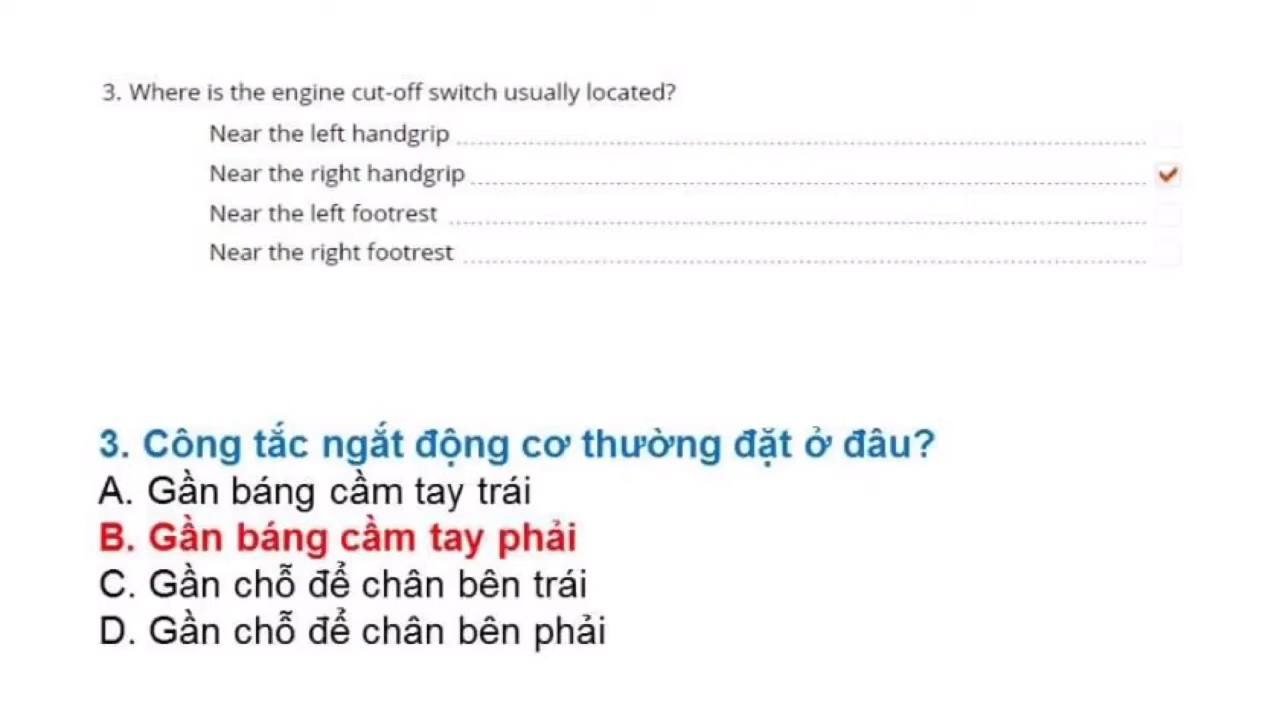 3. Where is the engine cut-off switch usually located?
Near the left handgrip
Near the right handgrip
Near the left footrest
Near the right footrest
3. Công tắc ngắt động cơ thường đặt ở đâu?
A. Gần báng cầm tay trái
B. Gần báng cầm tay phải
C. Gần chỗ để chân bên trái
D. Gần chỗ để chân bên phải